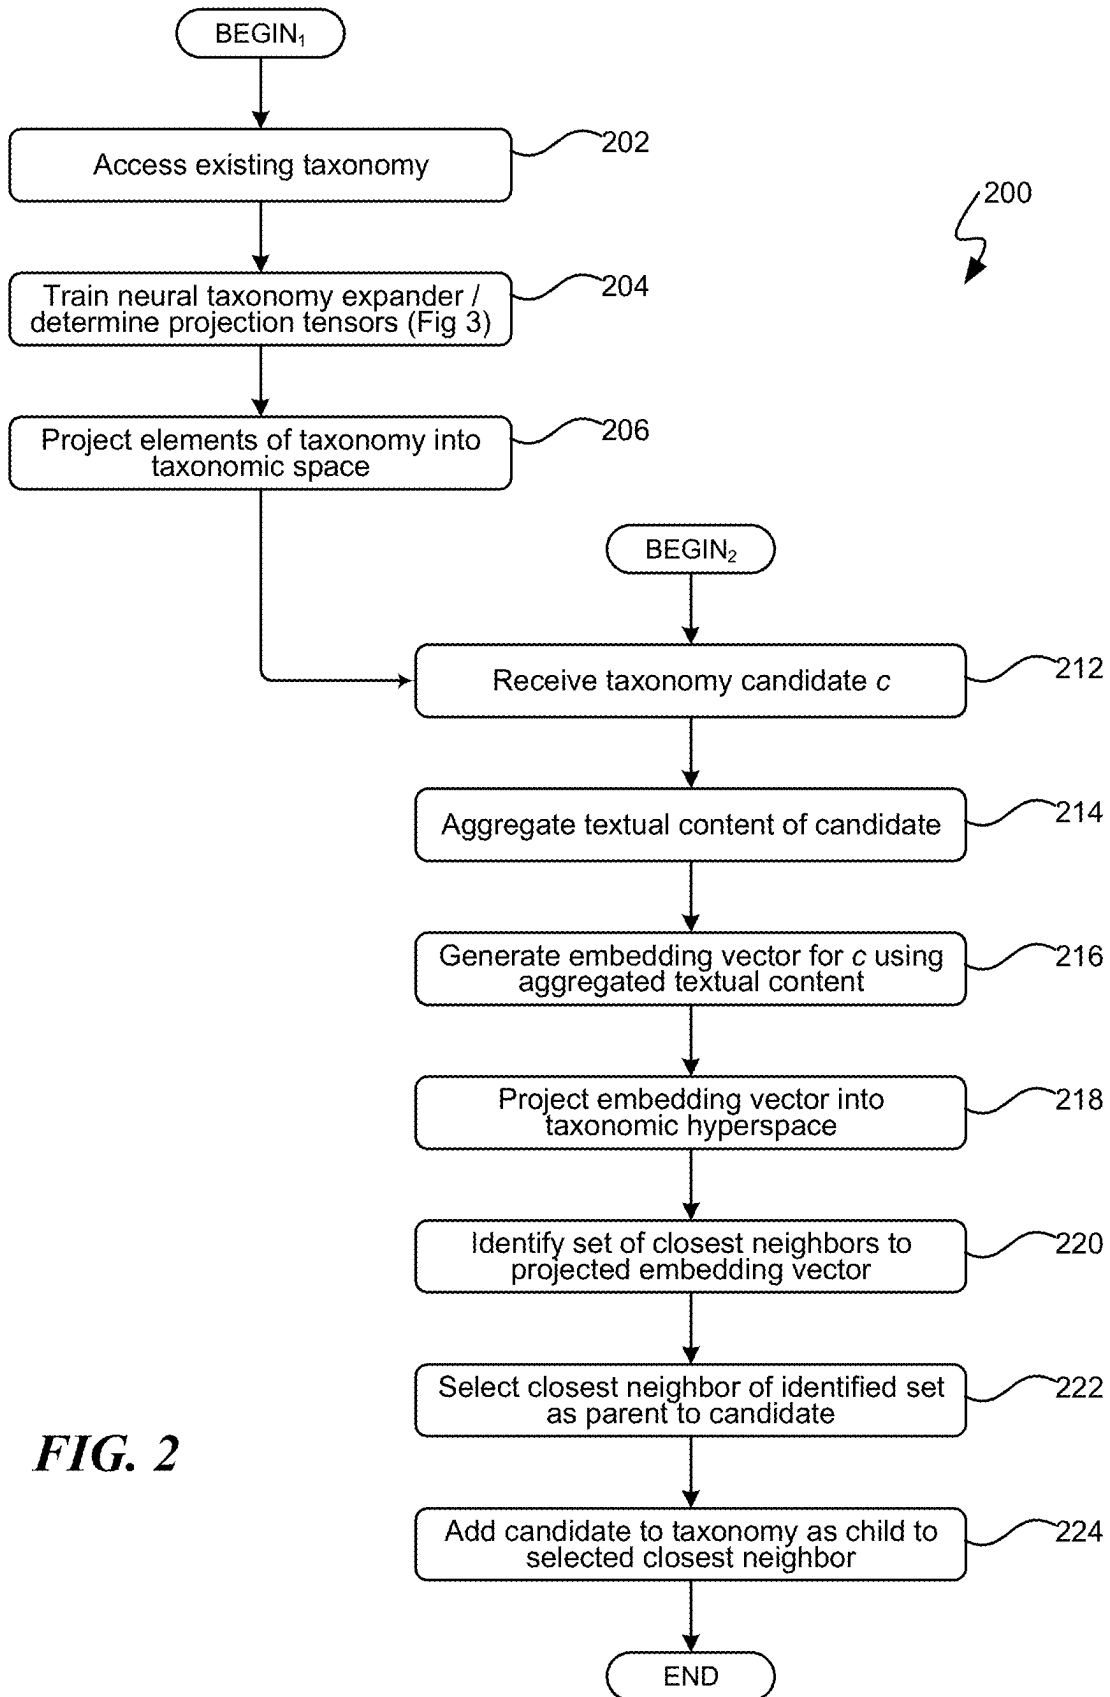 BEGIN₁
Access existing taxonomy
202
200
Train neural taxonomy expander /
determine projection tensors (Fig 3)
204
Project elements of taxonomy into
taxonomic space
206
BEGIN₂
Receive taxonomy candidate c
212
Aggregate textual content of candidate
214
Generate embedding vector for c using
aggregated textual content
216
Project embedding vector into
taxonomic hyperspace
218
Identify set of closest neighbors to
projected embedding vector
220
Select closest neighbor of identified set
as parent to candidate
222
FIG. 2
Add candidate to taxonomy as child to
selected closest neighbor
224
END